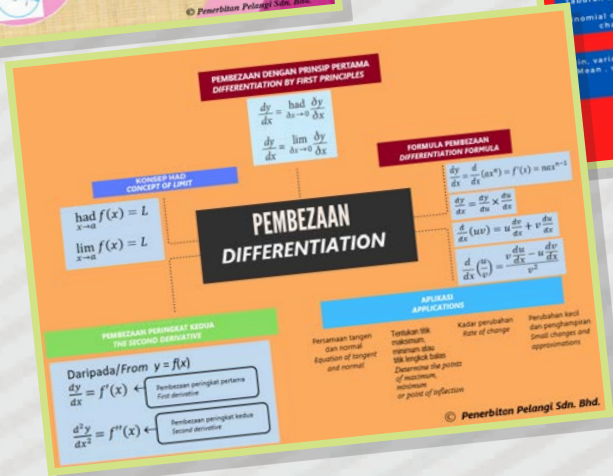 © Penerbitan Pelangi Sdn. Bhd.
nomial
in, varia
Mean .
PEMBEZAAN DENGAN PRINSIP PERTAMA
DIFFERENTIATION BY FIRST PRINCIPLES
dy/dx = had δx→0 δy/δx
dy/dx = lim δx→0 δy/δx
KONSEP HAD
CONCEPT OF LIMIT
had x→a f(x) = L
lim x→a f(x) = L
PEMBEZAAN
DIFFERENTIATION
FORMULA PEMBEZAAN
DIFFERENTIATION FORMULA
dy/dx = d/dx (axⁿ) = f'(x) = naxⁿ⁻¹
dy/dx = dy/du × du/dx
d/dx (uv) = u dv/dx + v du/dx
d/dx (u/v) = (v du/dx − u dv/dx)/v²
PEMBEZAAN PERINGKAT KEDUA
THE SECOND DERIVATIVE
Daripada/From y = f(x)
dy/dx = f'(x) ← Pembezaan peringkat pertama
First derivative
d²y/dx² = f''(x) ← Pembezaan peringkat kedua
Second derivative
APLIKASI
APPLICATIONS
Persamaan tangen
dan normal
Equation of tangent
and normal
Tentukan titik
maksimum,
minimum atau
titik lengkok balas
Determine the points
of maximum,
minimum
or point of inflection
Kadar perubahan
Rate of change
Perubahan kecil
dan penghampiran
Small changes and
approximations
© Penerbitan Pelangi Sdn. Bhd.